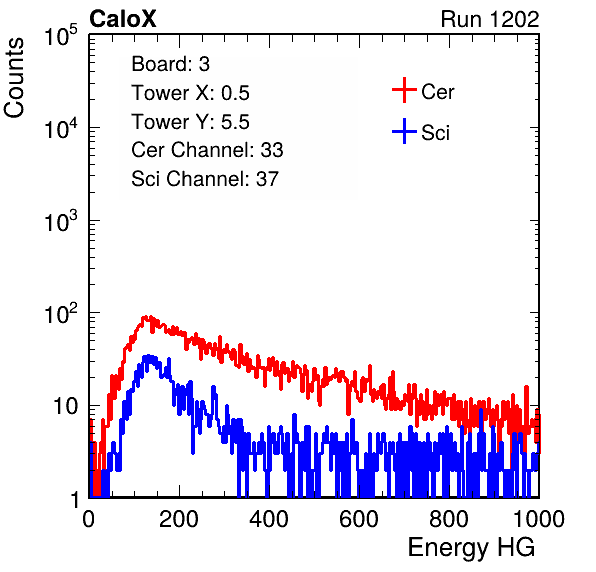 CaloX Run 1202
Counts
10^5
10^4
10^3
10^2
10
1
Board: 3
Tower X: 0.5
Tower Y: 5.5
Cer Channel: 33
Sci Channel: 37
Cer
Sci
0 200 400 600 800 1000
Energy HG